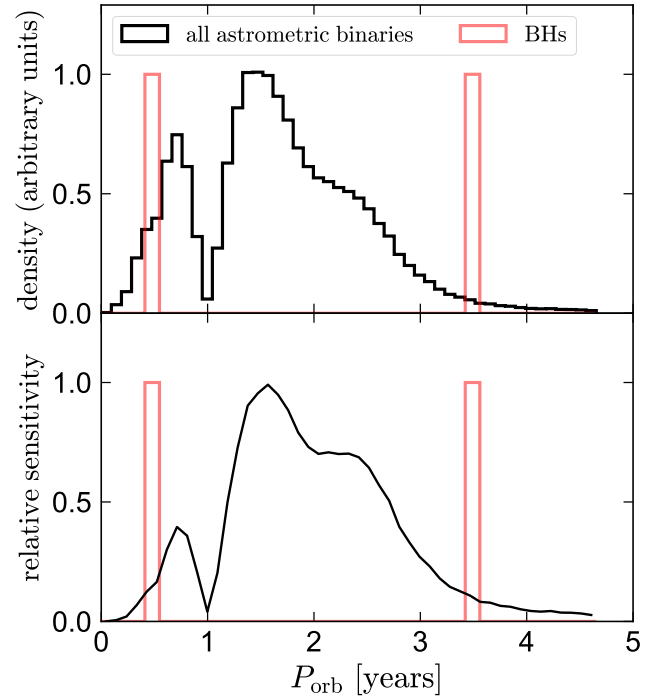 all astrometric binaries
BHs
density (arbitrary units)
1.0
0.5
0.0
relative sensitivity
1.0
0.5
0.0
0 1 2 3 4 5
P_orb [years]